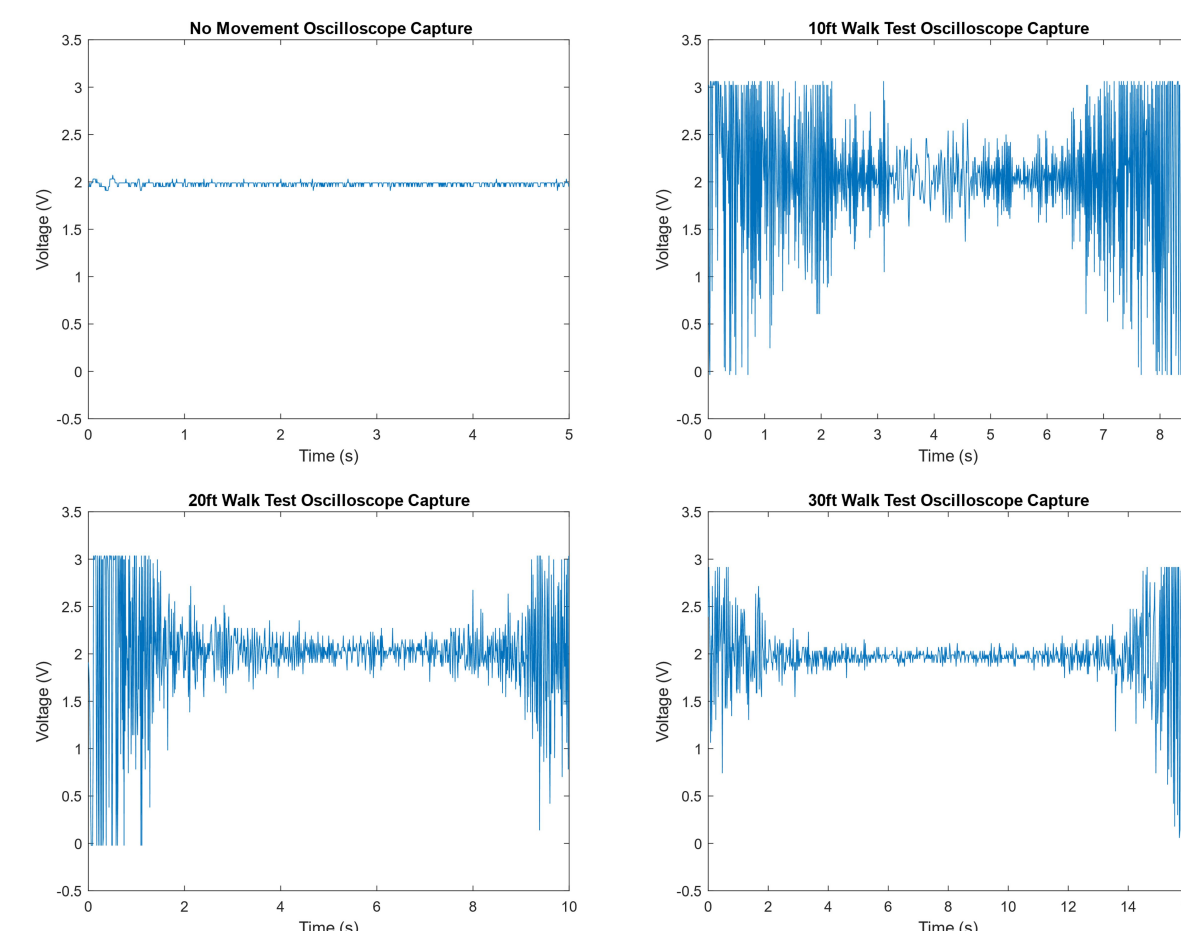 No Movement Oscilloscope Capture
3.5
3
2.5
2
1.5
1
0.5
0
-0.5
Voltage (V)
0 1 2 3 4 5
Time (s)
10ft Walk Test Oscilloscope Capture
3.5
3
2.5
2
1.5
1
0.5
0
-0.5
Voltage (V)
0 1 2 3 4 5 6 7 8
Time (s)
20ft Walk Test Oscilloscope Capture
3.5
3
2.5
2
1.5
1
0.5
0
-0.5
Voltage (V)
0 2 4 6 8 10
Time (s)
30ft Walk Test Oscilloscope Capture
3.5
3
2.5
2
1.5
1
0.5
0
-0.5
Voltage (V)
0 2 4 6 8 10 12 14
Time (s)